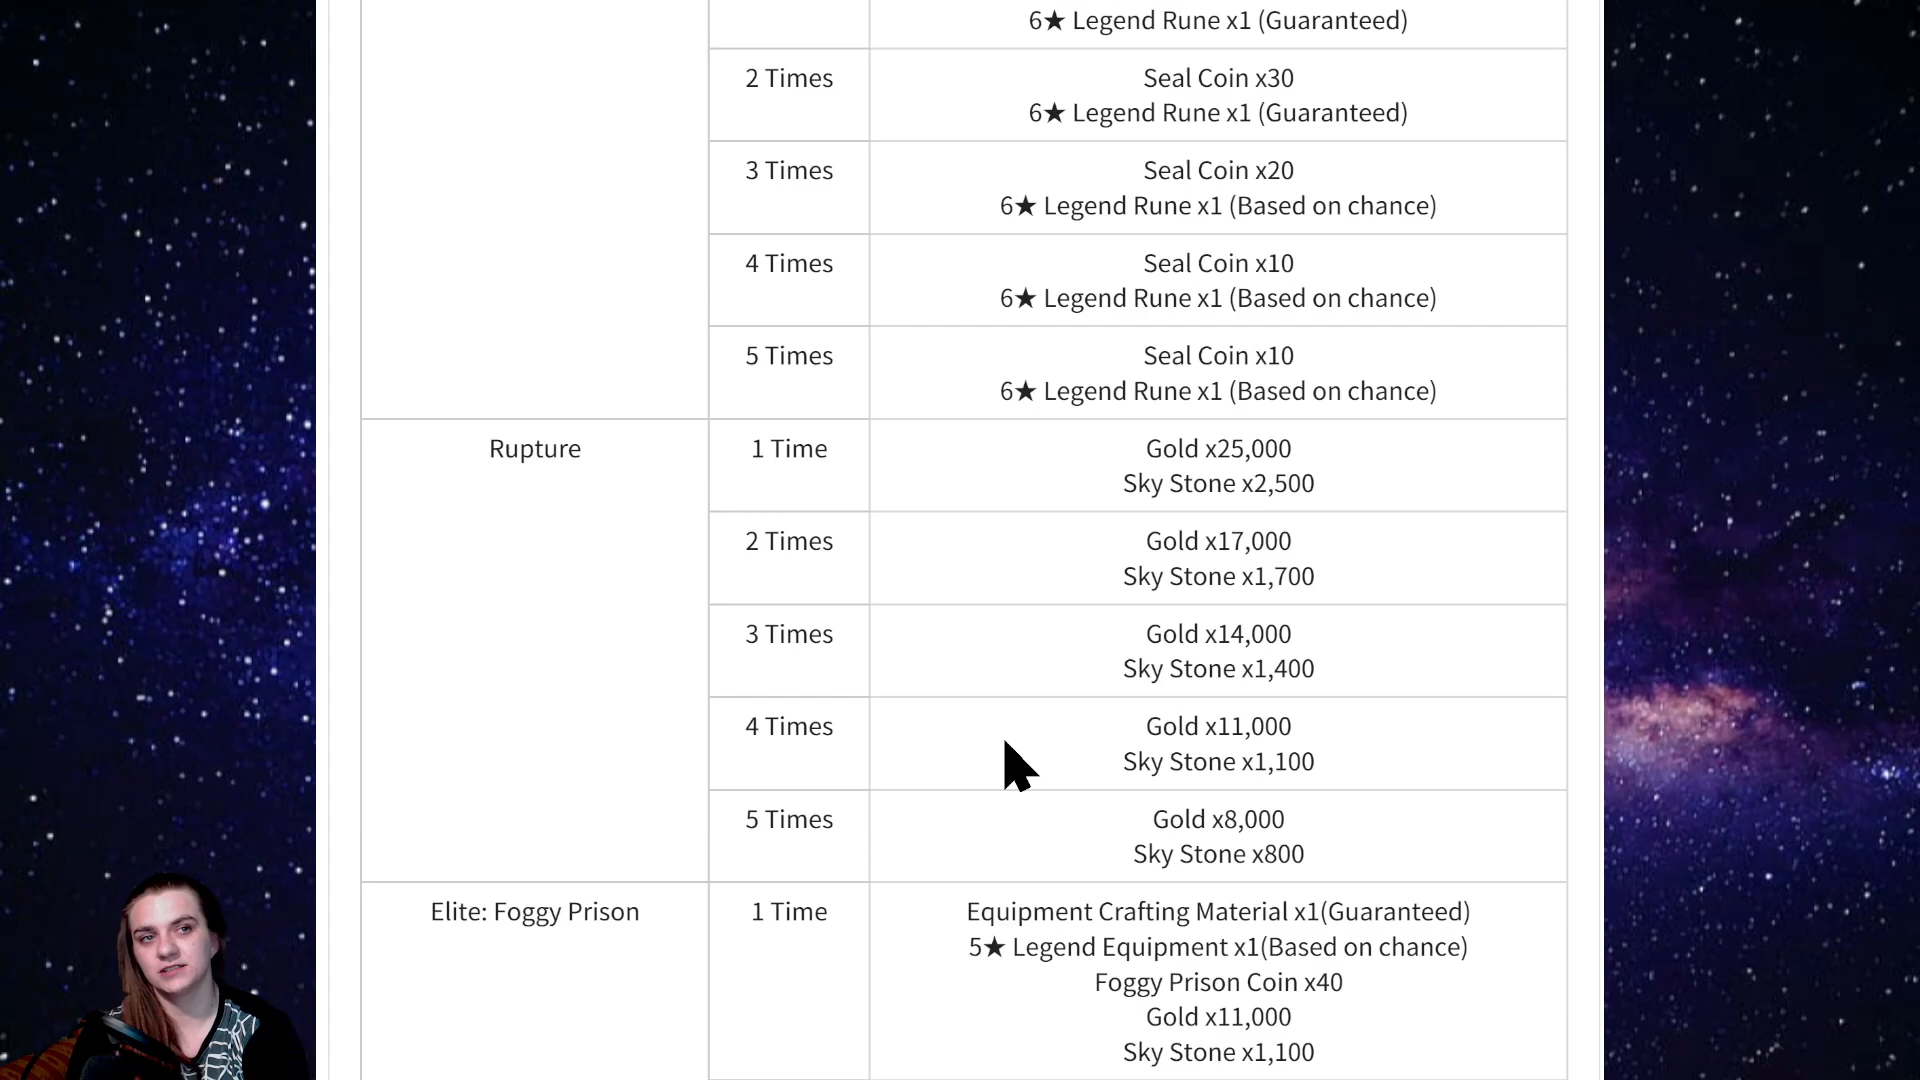 6★ Legend Rune x1 (Guaranteed)
2 Times
Seal Coin x30
6★ Legend Rune x1 (Guaranteed)
3 Times
Seal Coin x20
6★ Legend Rune x1 (Based on chance)
4 Times
Seal Coin x10
6★ Legend Rune x1 (Based on chance)
5 Times
Seal Coin x10
6★ Legend Rune x1 (Based on chance)
Rupture
1 Time
Gold x25,000
Sky Stone x2,500
2 Times
Gold x17,000
Sky Stone x1,700
3 Times
Gold x14,000
Sky Stone x1,400
4 Times
Gold x11,000
Sky Stone x1,100
5 Times
Gold x8,000
Sky Stone x800
Elite: Foggy Prison
1 Time
Equipment Crafting Material x1(Guaranteed)
5★ Legend Equipment x1(Based on chance)
Foggy Prison Coin x40
Gold x11,000
Sky Stone x1,100